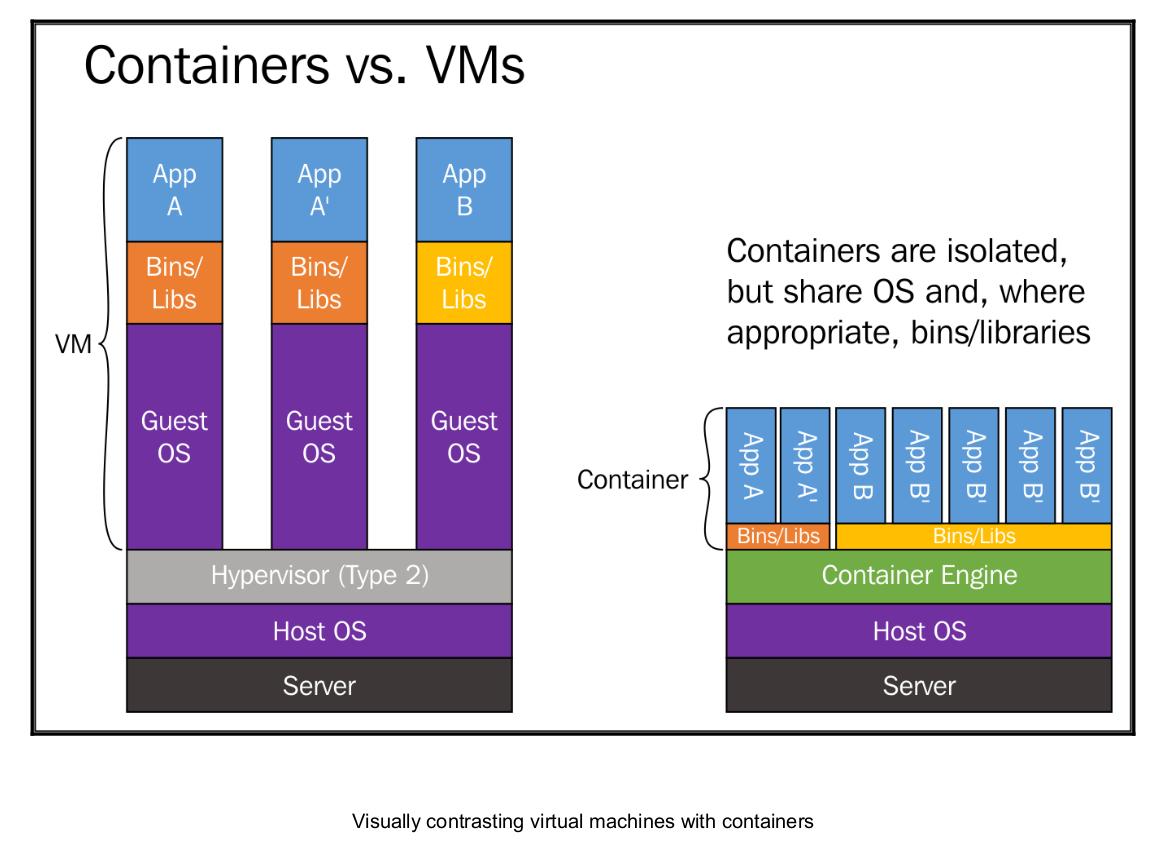 Containers vs. VMs
App
A
App
A'
App
B
Bins/
Libs
Bins/
Libs
Bins/
Libs
VM
Guest
OS
Guest
OS
Guest
OS
Hypervisor (Type 2)
Host OS
Server
Containers are isolated,
but share OS and, where
appropriate, bins/libraries
Container
App A
App A'
App B
App B'
App B'
App B'
App B'
Bins/Libs
Bins/Libs
Container Engine
Host OS
Server
Visually contrasting virtual machines with containers